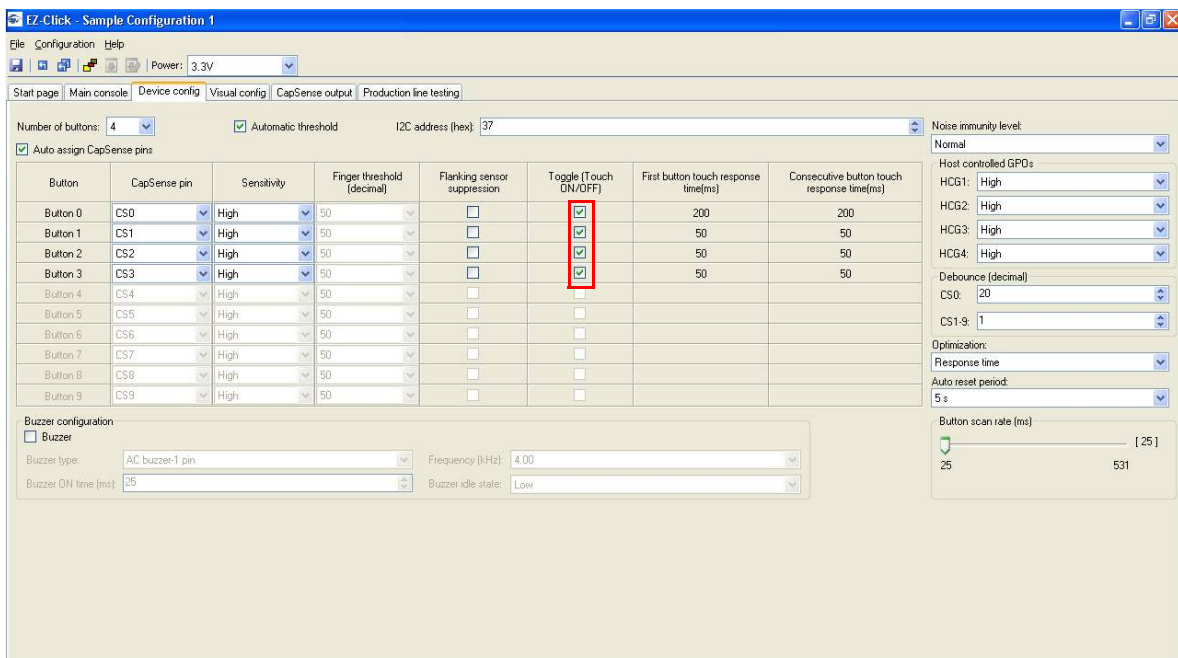 EZ-Click - Sample Configuration 1
File Configuration Help
Power: 3.3V
Start page Main console Device config Visual config CapSense output Production line testing
Number of buttons: 4 Automatic threshold I2C address (hex): 37
Auto assign CapSense pins
Button CapSense pin Sensitivity Finger threshold (decimal) Flanking sensor suppression Toggle (Touch ON/OFF) First button touch response time(ms) Consecutive button touch response time(ms)
Button 0 CS0 High 50 200 200
Button 1 CS1 High 50 50 50
Button 2 CS2 High 50 50 50
Button 3 CS3 High 50 50 50
Button 4 CS4 High 50
Button 5 CS5 High 50
Button 6 CS6 High 50
Button 7 CS7 High 50
Button 8 CS8 High 50
Button 9 CS9 High 50
Buzzer configuration
Buzzer
Buzzer type: AC buzzer-1 pin Frequency (kHz): 4.00
Buzzer ON time (ms): 25 Buzzer idle state: Low
Noise immunity level:
Normal
Host controlled GPOs
HCG1: High
HCG2: High
HCG3: High
HCG4: High
Debounce (decimal)
CS0: 20
CS1-9: 1
Optimization:
Response time
Auto reset period:
5 s
Button scan rate (ms)
[ 25 ]
25 531